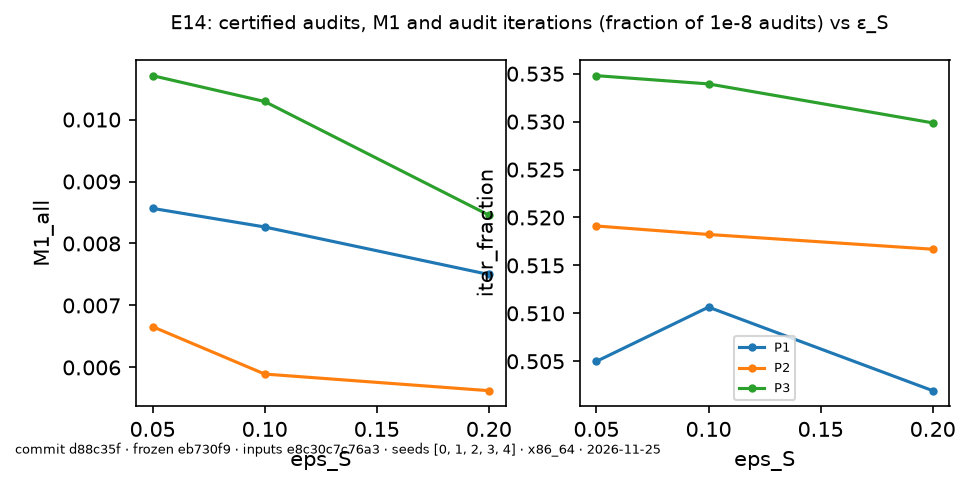 E14: certified audits, M1 and audit iterations (fraction of 1e-8 audits) vs ε_S
M1_all
0.010
0.009
0.008
0.007
0.006
0.05 0.10 0.15 0.20
eps_S
iter_fraction
0.535
0.530
0.525
0.520
0.515
0.510
0.505
P1
P2
P3
0.05 0.10 0.15 0.20
eps_S
commit d88c35f · frozen eb730f9 · inputs e8c30c7c76a3 · seeds [0, 1, 2, 3, 4] · x86_64 · 2026-11-25